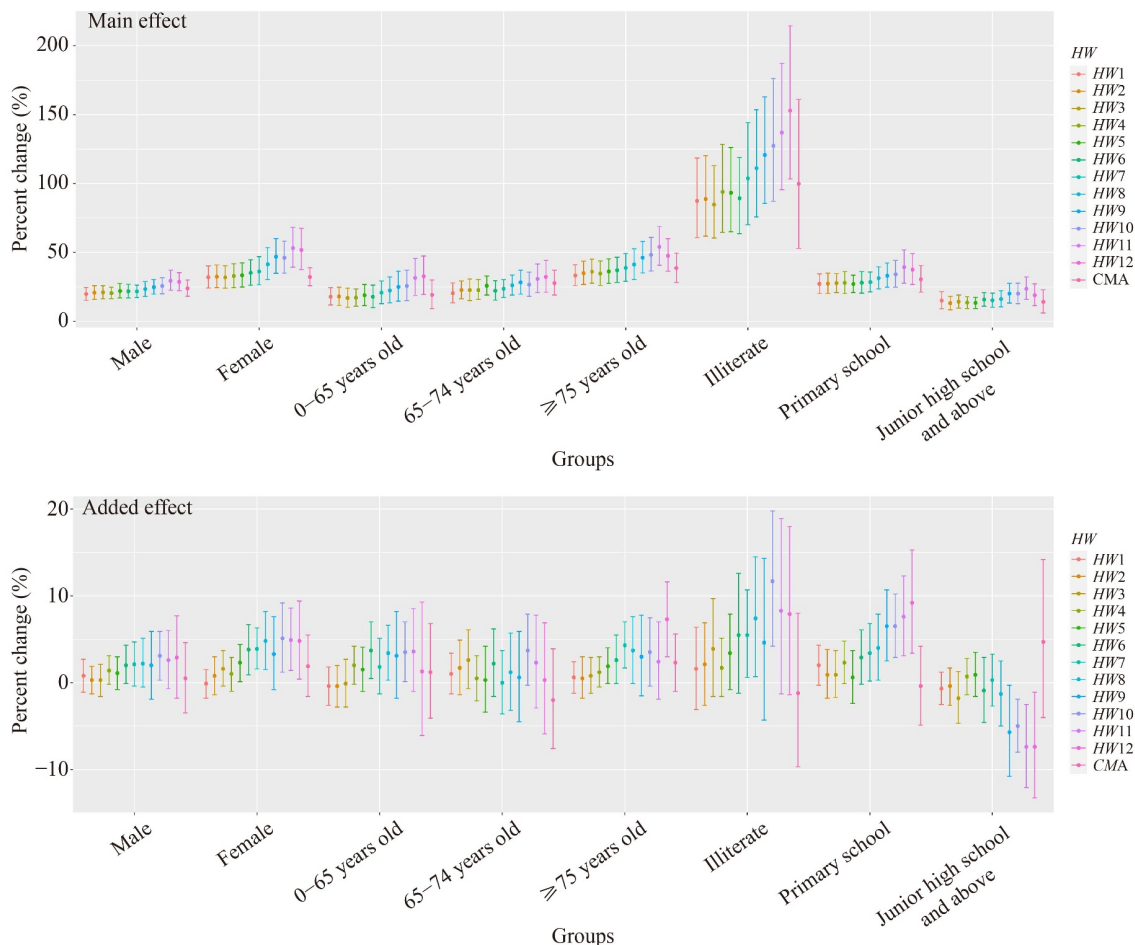 Main effect
Percent change (%)
200
150
100
50
0
Male
Female
0–65 years old
65–74 years old
⩾75 years old
Illiterate
Primary school
Junior high school
and above
Groups
HW
HW1
HW2
HW3
HW4
HW5
HW6
HW7
HW8
HW9
HW10
HW11
HW12
CMA
Added effect
Percent change (%)
20
10
0
−10
Male
Female
0–65 years old
65–74 years old
⩾75 years old
Illiterate
Primary school
Junior high school
and above
Groups
HW
HW1
HW2
HW3
HW4
HW5
HW6
HW7
HW8
HW9
HW10
HW11
HW12
CMA